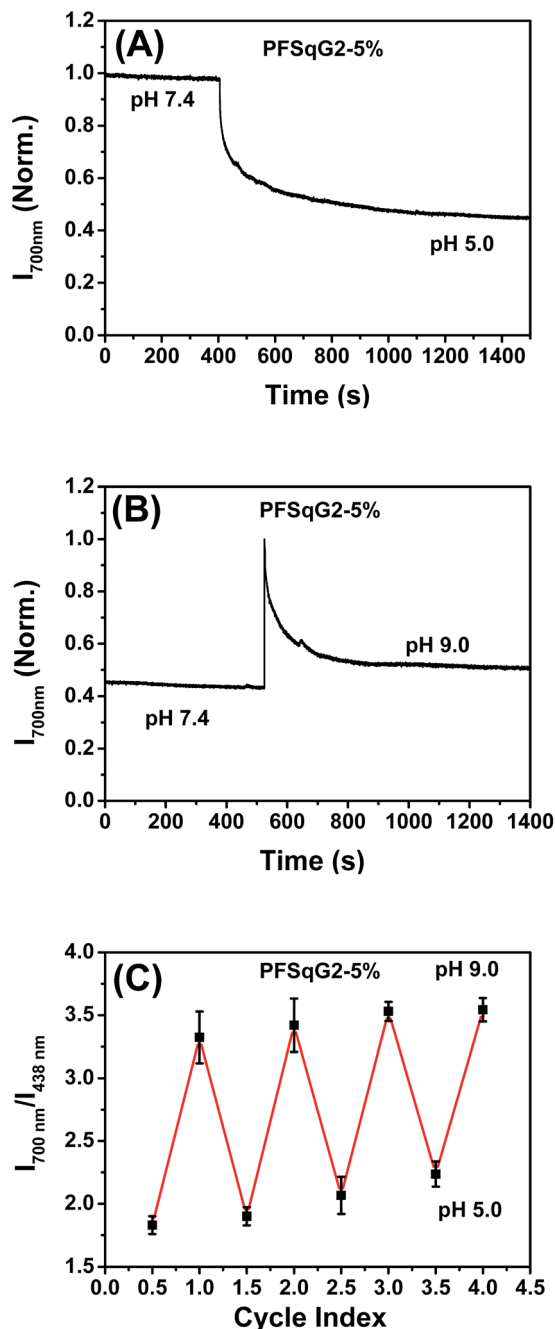 (A)
PFSqG2-5%
pH 7.4
pH 5.0
1.2
1.0
0.8
0.6
0.4
0.2
0.0
I700nm (Norm.)
0 200 400 600 800 1000 1200 1400
Time (s)
(B)
PFSqG2-5%
pH 7.4
pH 9.0
1.2
1.0
0.8
0.6
0.4
0.2
0.0
I700nm (Norm.)
0 200 400 600 800 1000 1200 1400
Time (s)
(C)
PFSqG2-5%
pH 9.0
pH 5.0
4.0
3.5
3.0
2.5
2.0
1.5
I700 nm/I438 nm
0.0 0.5 1.0 1.5 2.0 2.5 3.0 3.5 4.0 4.5
Cycle Index